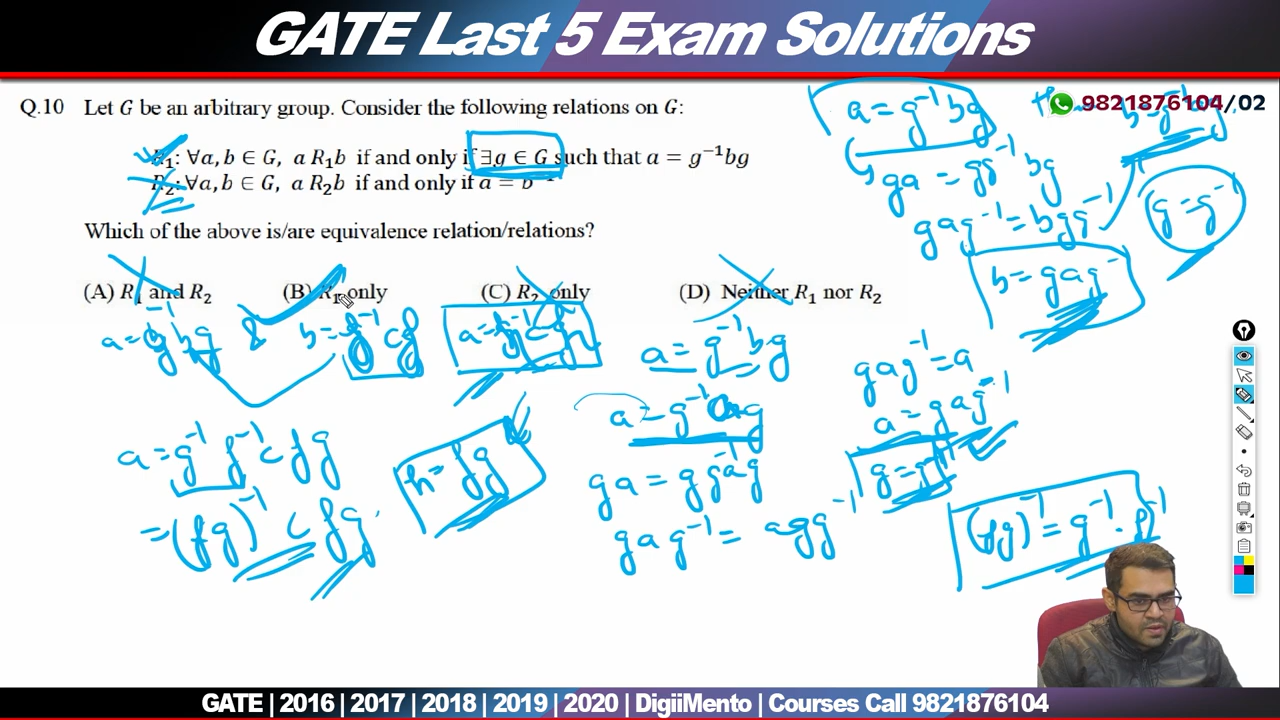 GATE Last 5 Exam Solutions
9821876104/02
Q.10 Let G be an arbitrary group. Consider the following relations on G:
R₁: ∀a, b ∈ G, a R₁b if and only if ∃g ∈ G such that a = g⁻¹bg
R₂: ∀a, b ∈ G, a R₂b if and only if a = b⁻¹
Which of the above is/are equivalence relation/relations?
(A) R₁ and R₂ (B) R₁ only (C) R₂ only (D) Neither R₁ nor R₂
a = g⁻¹bg
b = g⁻¹
ga = gg⁻¹bg
gag⁻¹ = bgg⁻¹
g = g⁻¹
b = gag⁻
a = g⁻¹bg & b = f⁻¹cf
a = g⁻¹f⁻¹cfg
= (fg)⁻¹cfg
h = fg
a = g⁻¹bg
a = g⁻¹ag
ga = gg⁻¹ag
gag⁻¹ = agg⁻¹
gag⁻¹ = a
a = gag⁻¹
g = g⁻¹
(fg)⁻¹ = g⁻¹.f⁻¹
GATE | 2016 | 2017 | 2018 | 2019 | 2020 | DigiiMento | Courses Call 9821876104